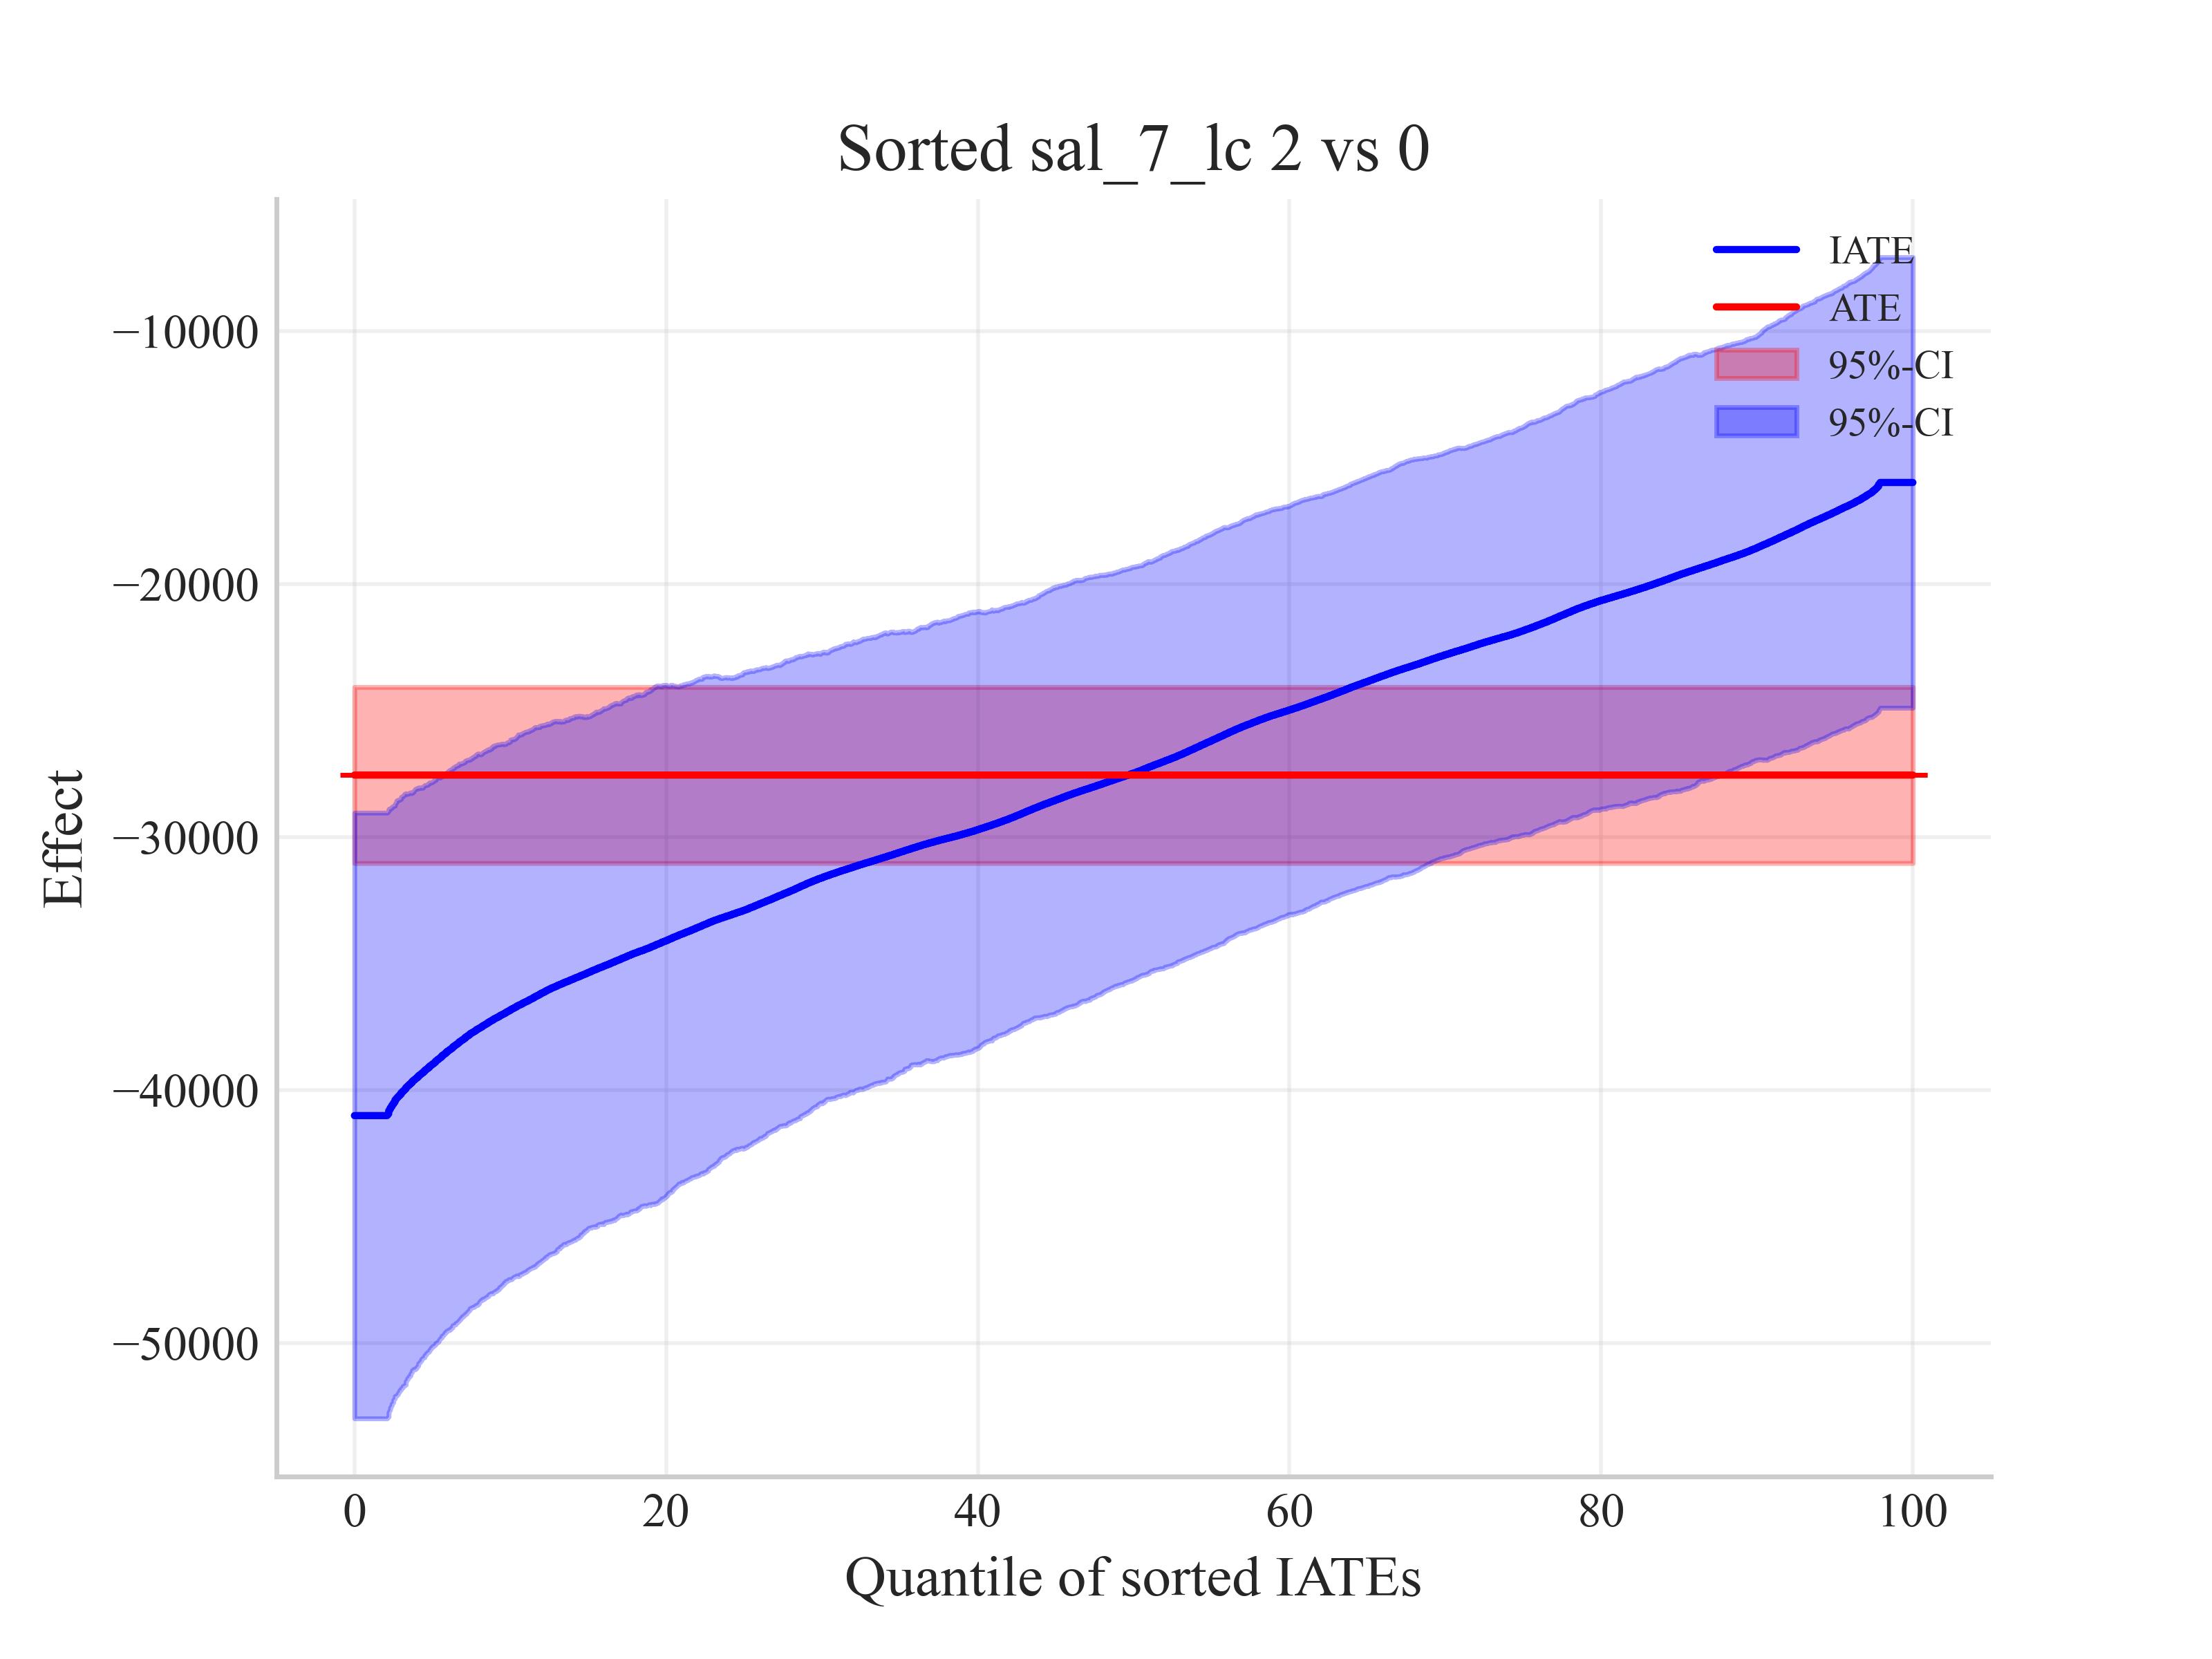 Sorted sal_7_lc 2 vs 0
IATE
ATE
95%-CI
95%-CI
−10000
−20000
−30000
−40000
−50000
Effect
0 20 40 60 80 100
Quantile of sorted IATEs